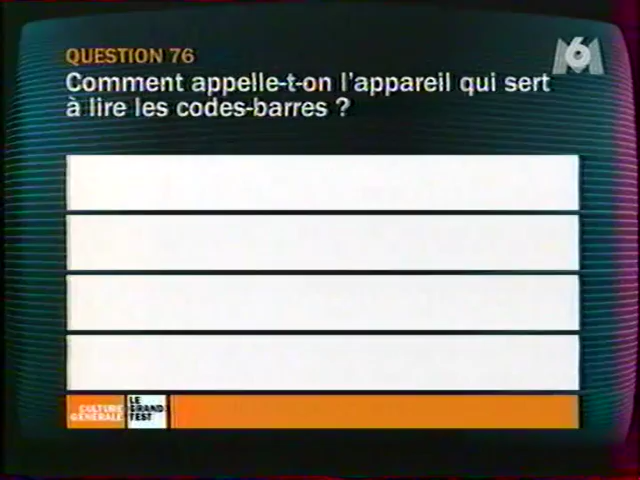 QUESTION 76
M6
Comment appelle-t-on l'appareil qui sert
à lire les codes-barres ?
CULTURE
GÉNÉRALE
LE
GRAND
TEST